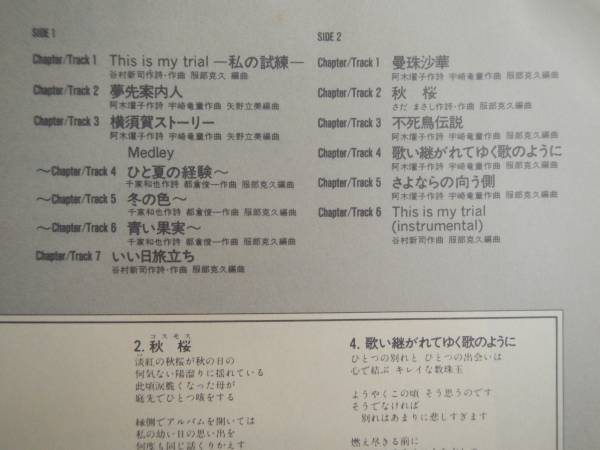 SIDE 1
Chapter/Track 1 This is my trial ―私の試練―
谷村新司作詩・作曲 服部克久 編曲
Chapter/Track 2 夢先案内人
阿木燿子作詩 宇崎竜童作曲 矢野立美編曲
Chapter/Track 3 横須賀ストーリー
阿木燿子作詩 宇崎竜童作曲 矢野立美編曲
Medley
～Chapter/Track 4 ひと夏の経験～
千家和也作詩 都倉俊一作曲 服部克久編曲
～Chapter/Track 5 冬の色～
千家和也作詩 都倉俊一作曲 服部克久編曲
～Chapter/Track 6 青い果実～
千家和也作詩 都倉俊一作曲 服部克久編曲
Chapter/Track 7 いい日旅立ち
谷村新司作詩・作曲 服部克久編曲
SIDE 2
Chapter/Track 1 曼珠沙華
阿木燿子作詩 宇崎竜童作曲 服部克久編曲
Chapter/Track 2 秋桜
さだ まさし作詩・作曲 服部克久編曲
Chapter/Track 3 不死鳥伝説
阿木燿子作詩 宇崎竜童作曲 服部克久編曲
Chapter/Track 4 歌い継がれてゆく歌のように
阿木燿子作詩 宇崎竜童作曲 服部克久編曲
Chapter/Track 5 さよならの向う側
阿木燿子作詩 宇崎竜童作曲 服部克久編曲
Chapter/Track 6 This is my trial
(instrumental)
谷村新司作詩・作曲 服部克久編曲
コスモス
2. 秋桜
淡紅の秋桜が秋の日の
何気ない陽溜りに揺れている
此頃涙脆くなった母が
庭先でひとつ咳をする
縁側でアルバムを開いては
私の幼い日の思い出を
何度も同じ話くりかえす
4. 歌い継がれてゆく歌のように
ひとつの別れと ひとつの出会いは
心で結ぶ キレイな数珠玉
ようやくこの頃 そう思うのです
そうでなければ
別れはあまりに悲しすぎます
燃え尽きる前に